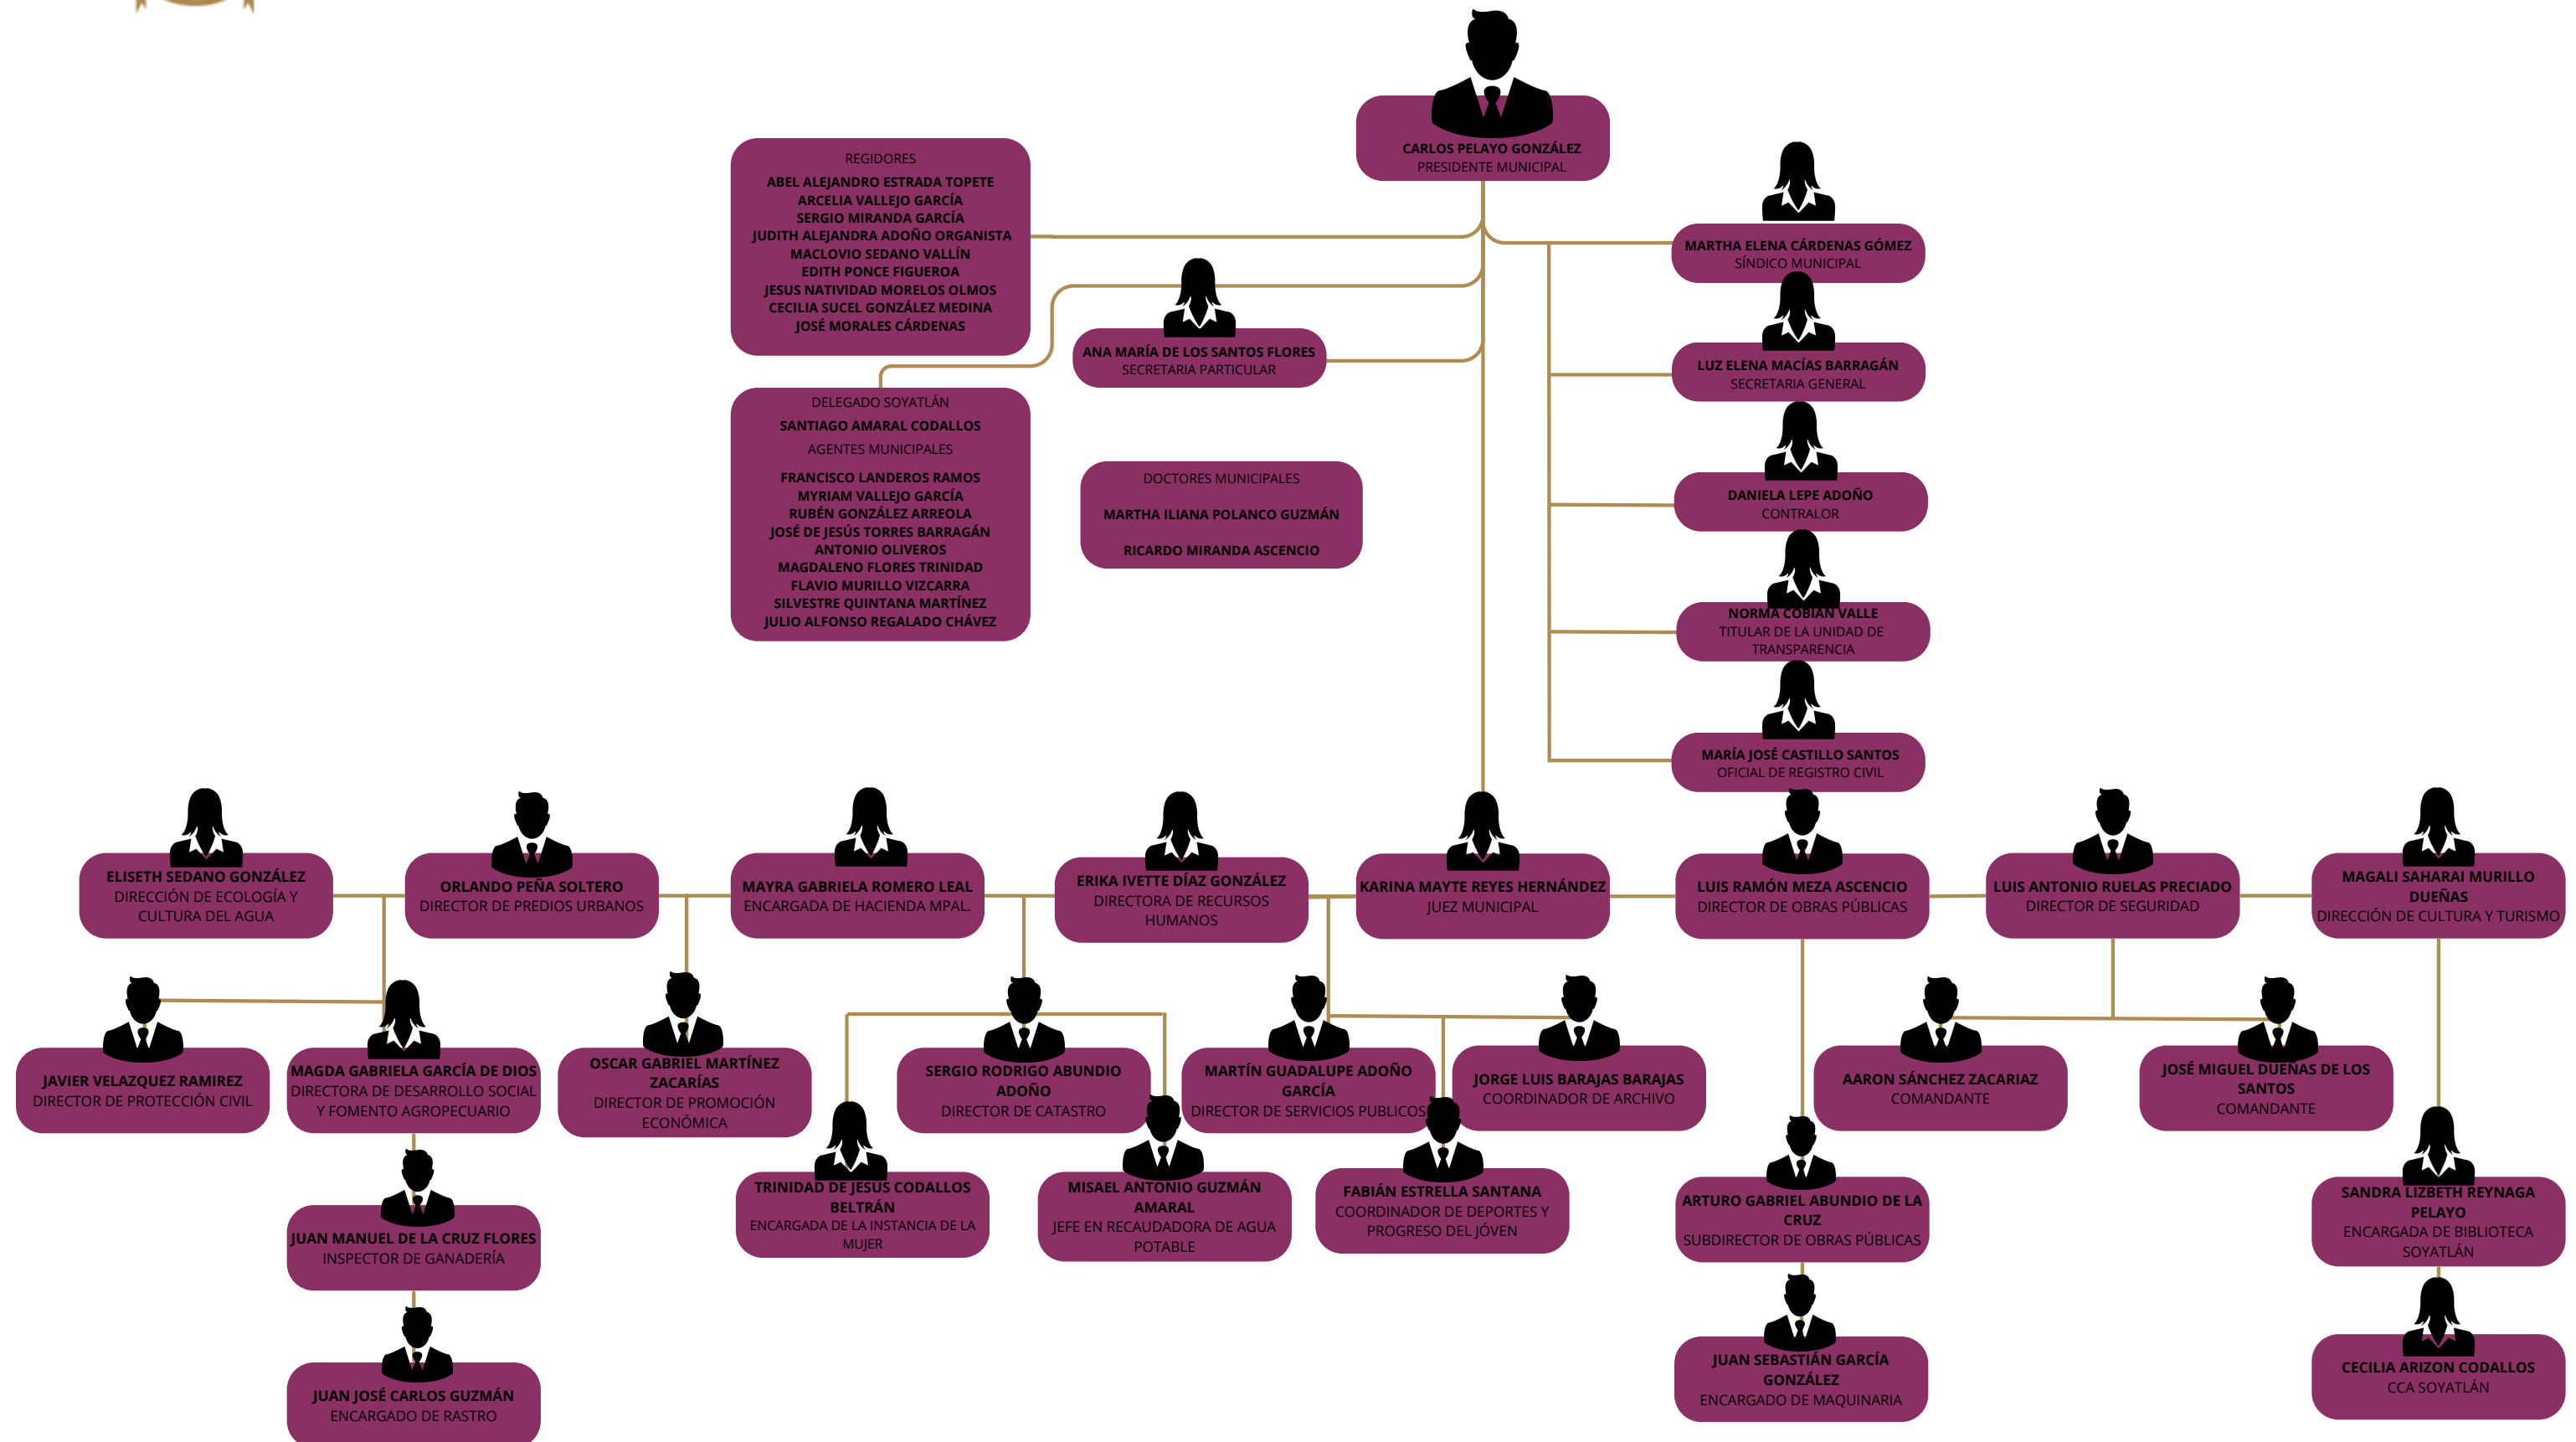 CARLOS PELAYO GONZÁLEZ
PRESIDENTE MUNICIPAL
REGIDORES
ABEL ALEJANDRO ESTRADA TOPETE
ARCELIA VALLEJO GARCÍA
SERGIO MIRANDA GARCÍA
JUDITH ALEJANDRA ADOÑO ORGANISTA
MACLOVIO SEDANO VALLÍN
EDITH PONCE FIGUEROA
JESUS NATIVIDAD MORELOS OLMOS
CECILIA SUCEL GONZÁLEZ MEDINA
JOSÉ MORALES CÁRDENAS
MARTHA ELENA CÁRDENAS GÓMEZ
SÍNDICO MUNICIPAL
ANA MARÍA DE LOS SANTOS FLORES
SECRETARIA PARTICULAR
LUZ ELENA MACÍAS BARRAGÁN
SECRETARIA GENERAL
DELEGADO SOYATLÁN
SANTIAGO AMARAL CODALLOS
AGENTES MUNICIPALES
FRANCISCO LANDEROS RAMOS
MYRIAM VALLEJO GARCÍA
RUBÉN GONZÁLEZ ARREOLA
JOSÉ DE JESÚS TORRES BARRAGÁN
ANTONIO OLIVEROS
MAGDALENO FLORES TRINIDAD
FLAVIO MURILLO VIZCARRA
SILVESTRE QUINTANA MARTÍNEZ
JULIO ALFONSO REGALADO CHÁVEZ
DOCTORES MUNICIPALES
MARTHA ILIANA POLANCO GUZMÁN
RICARDO MIRANDA ASCENCIO
DANIELA LEPE ADOÑO
CONTRALOR
NORMA COBIÁN VALLE
TITULAR DE LA UNIDAD DE
TRANSPARENCIA
MARÍA JOSÉ CASTILLO SANTOS
OFICIAL DE REGISTRO CIVIL
ELISETH SEDANO GONZÁLEZ
DIRECCIÓN DE ECOLOGÍA Y
CULTURA DEL AGUA
ORLANDO PEÑA SOLTERO
DIRECTOR DE PREDIOS URBANOS
MAYRA GABRIELA ROMERO LEAL
ENCARGADA DE HACIENDA MPAL.
ERIKA IVETTE DÍAZ GONZÁLEZ
DIRECTORA DE RECURSOS
HUMANOS
KARINA MAYTE REYES HERNÁNDEZ
JUEZ MUNICIPAL
LUIS RAMÓN MEZA ASCENCIO
DIRECTOR DE OBRAS PÚBLICAS
LUIS ANTONIO RUELAS PRECIADO
DIRECTOR DE SEGURIDAD
MAGALI SAHARAI MURILLO
DUEÑAS
DIRECCIÓN DE CULTURA Y TURISMO
JAVIER VELAZQUEZ RAMIREZ
DIRECTOR DE PROTECCIÓN CIVIL
MAGDA GABRIELA GARCÍA DE DIOS
DIRECTORA DE DESARROLLO SOCIAL
Y FOMENTO AGROPECUARIO
OSCAR GABRIEL MARTÍNEZ
ZACARÍAS
DIRECTOR DE PROMOCIÓN
ECONÓMICA
SERGIO RODRIGO ABUNDIO
ADOÑO
DIRECTOR DE CATASTRO
MARTÍN GUADALUPE ADOÑO
GARCÍA
DIRECTOR DE SERVICIOS PUBLICOS
JORGE LUIS BARAJAS BARAJAS
COORDINADOR DE ARCHIVO
AARON SÁNCHEZ ZACARIAZ
COMANDANTE
JOSÉ MIGUEL DUEÑAS DE LOS
SANTOS
COMANDANTE
TRINIDAD DE JESÚS CODALLOS
BELTRÁN
ENCARGADA DE LA INSTANCIA DE LA
MUJER
MISAEL ANTONIO GUZMÁN
AMARAL
JEFE EN RECAUDADORA DE AGUA
POTABLE
FABIÁN ESTRELLA SANTANA
COORDINADOR DE DEPORTES Y
PROGRESO DEL JÓVEN
ARTURO GABRIEL ABUNDIO DE LA
CRUZ
SUBDIRECTOR DE OBRAS PÚBLICAS
SANDRA LIZBETH REYNAGA
PELAYO
ENCARGADA DE BIBLIOTECA
SOYATLÁN
JUAN MANUEL DE LA CRUZ FLORES
INSPECTOR DE GANADERÍA
JUAN SEBASTIÁN GARCÍA
GONZÁLEZ
ENCARGADO DE MAQUINARIA
CECILIA ARIZON CODALLOS
CCA SOYATLÁN
JUAN JOSÉ CARLOS GUZMÁN
ENCARGADO DE RASTRO